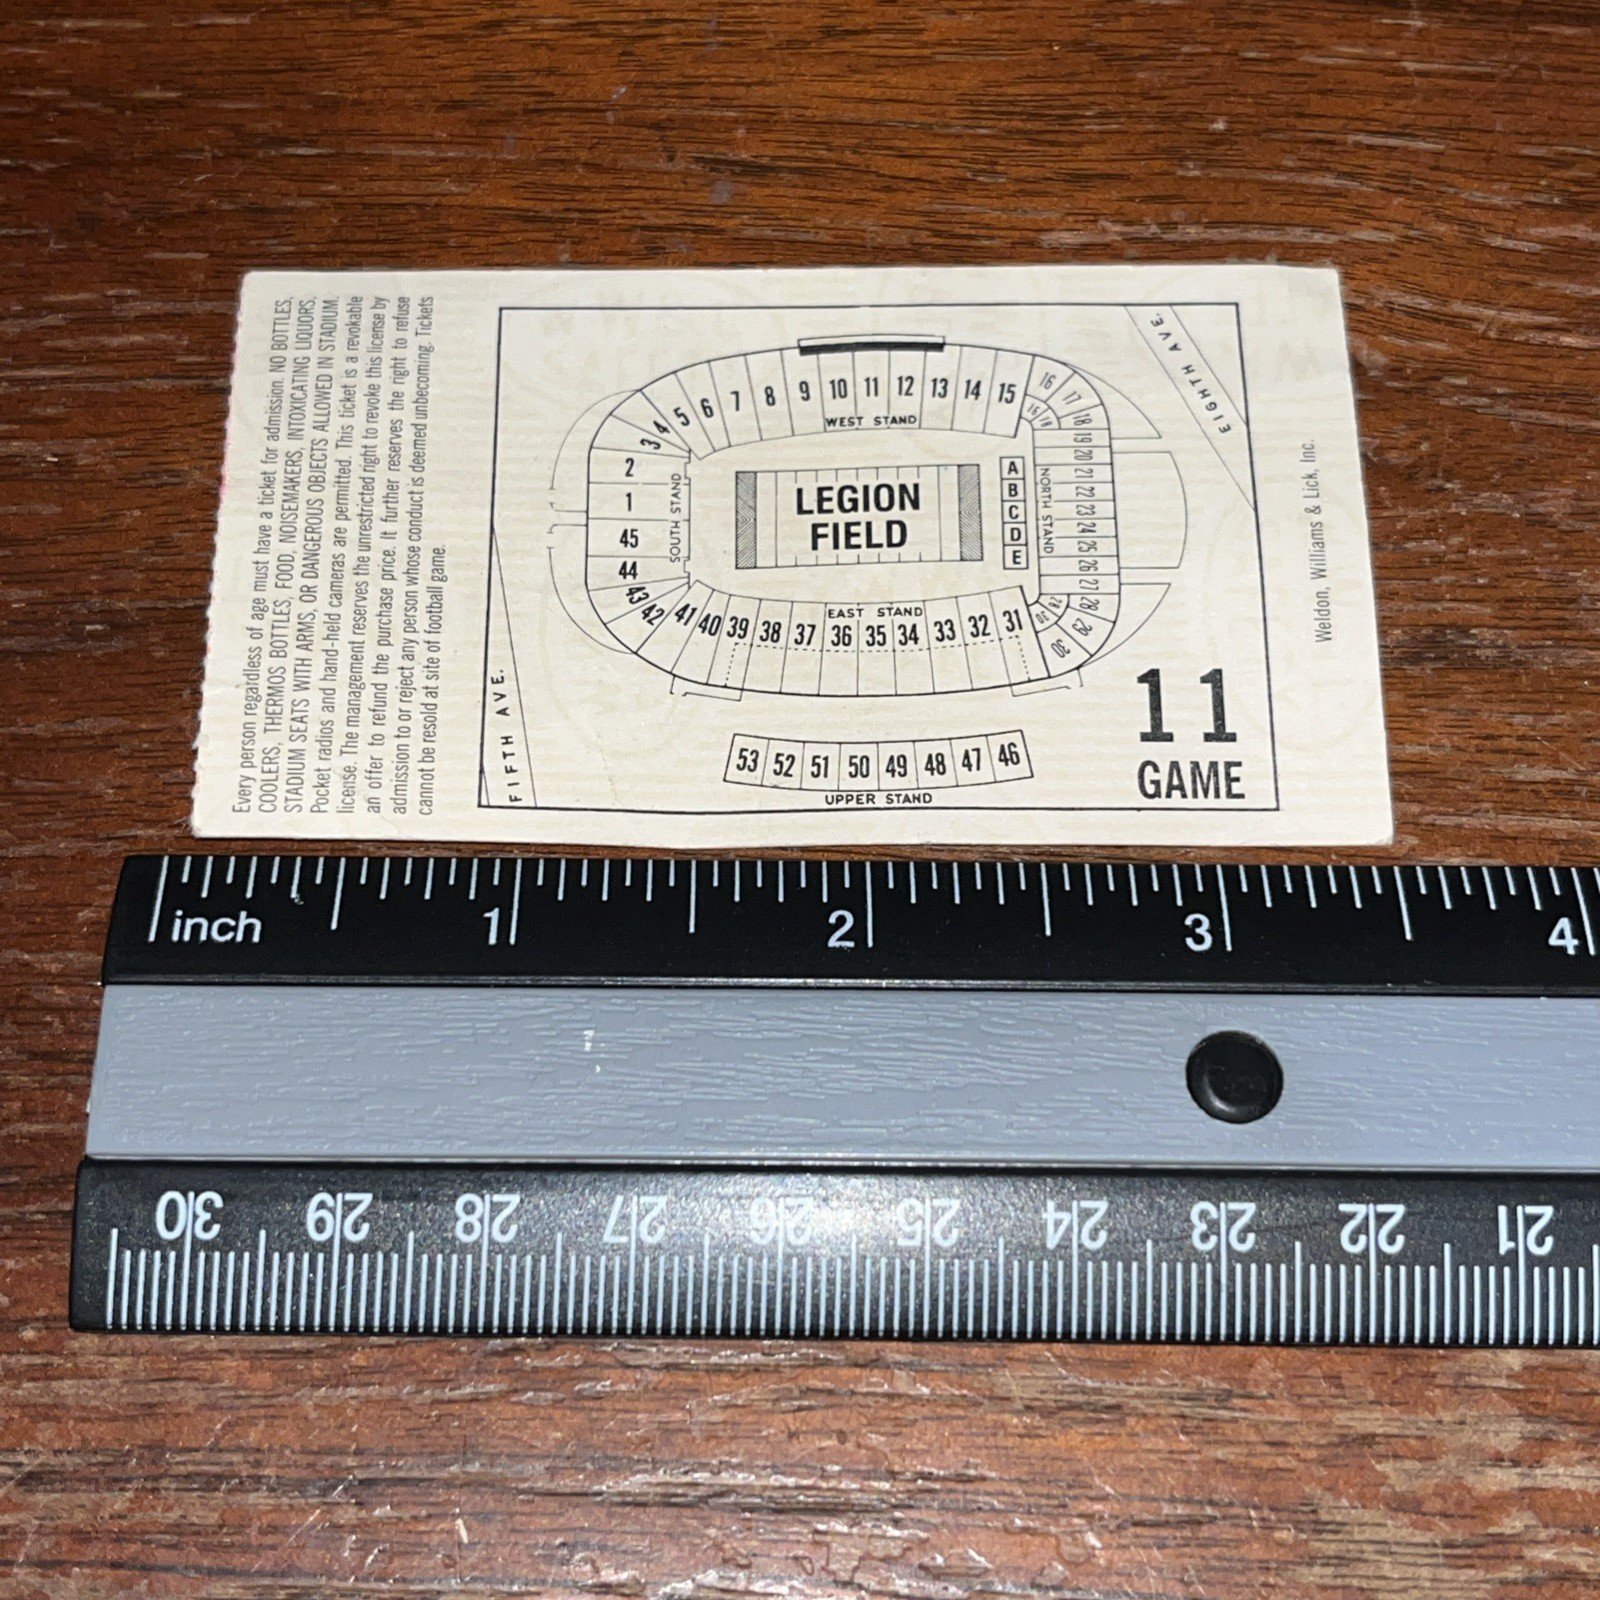 Every person regardless of age must have a ticket for admission. NO BOTTLES,
COOLERS, THERMOS BOTTLES, FOOD, NOISEMAKERS, INTOXICATING LIQUORS,
STADIUM SEATS WITH ARMS, OR DANGEROUS OBJECTS ALLOWED IN STADIUM.
Pocket radios and hand-held cameras are permitted. This ticket is a revokable
license. The management reserves the unrestricted right to revoke this license by
an offer to refund the purchase price. It further reserves the right to refuse
admission to or reject any person whose conduct is deemed unbecoming. Tickets
cannot be resold at site of football game.
EIGHTH AVE.
3 4 5 6 7 8 9 10 11 12 13 14 15 16 17 18
16 18
WEST STAND
2
1
45
44
43
42
SOUTH STAND
LEGION
FIELD
A
B
C
D
E
NORTH STAND
19 20 21 22 23 24 25 26 27 28 29 30
28 30
EAST STAND
41 40 39 38 37 36 35 34 33 32 31
FIFTH AVE.
53 52 51 50 49 48 47 46
UPPER STAND
11
GAME
Weldon, Williams & Lick, Inc.
inch 1 2 3 4
30 29 28 27 26 25 24 23 22 21